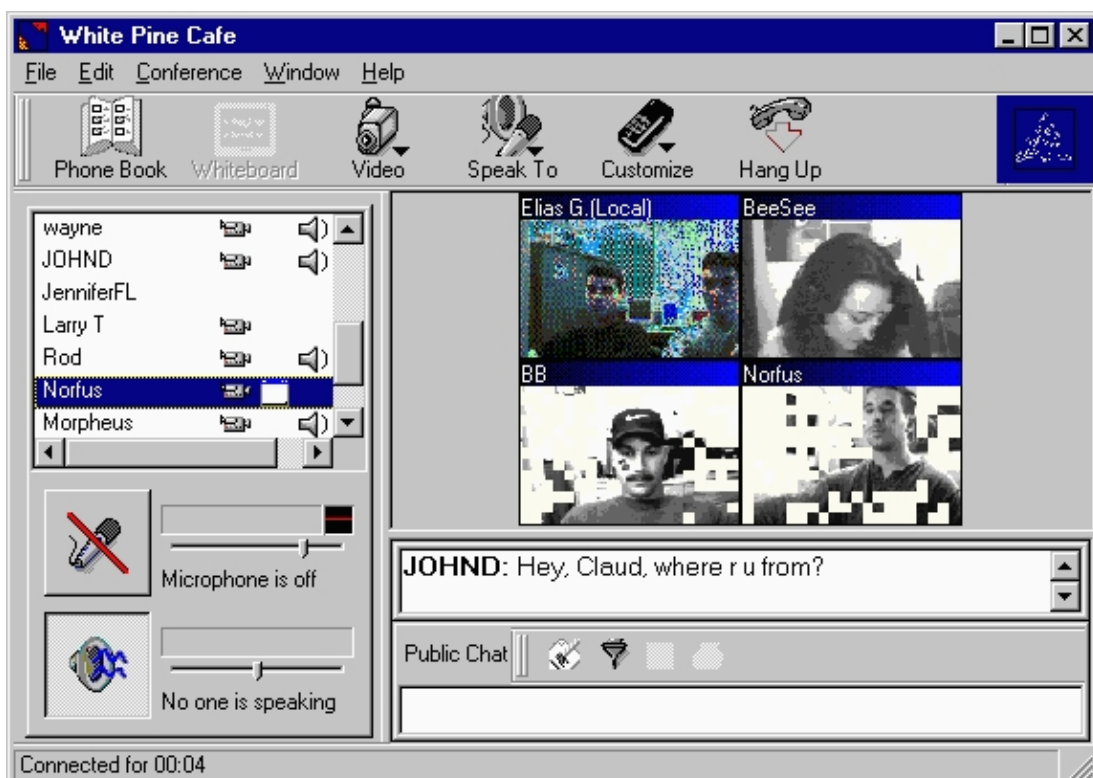 White Pine Cafe
File Edit Conference Window Help
Phone Book Whiteboard Video Speak To Customize Hang Up
wayne
JOHND
JenniferFL
Larry T
Rod
Norfus
Morpheus
Microphone is off
No one is speaking
Elias G.(Local) BeeSee
BB Norfus
JOHND: Hey, Claud, where r u from?
Public Chat
Connected for 00:04